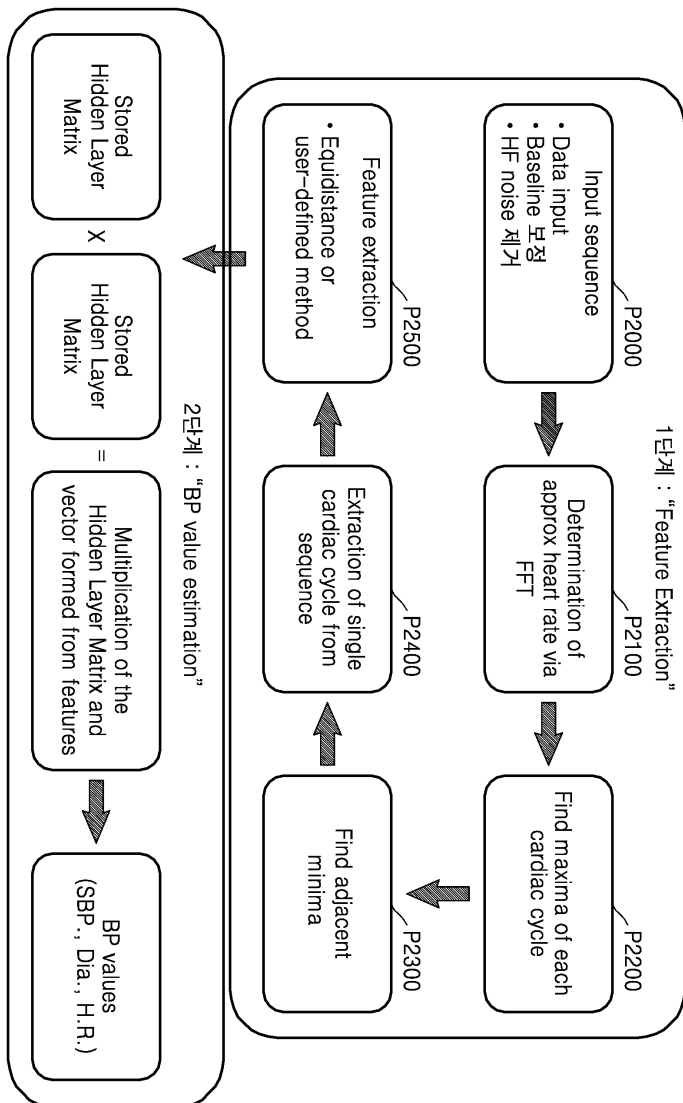 1단계 : “Feature Extraction”
P2000
Input sequence
• Data input
• Baseline 보정
• HF noise 제거
P2100
Determination of
approx heart rate via
FFT
P2200
Find maxima of each
cardiac cycle
P2300
Find adjacent
minima
P2400
Extraction of single
cardiac cycle from
sequence
P2500
Feature extraction
• Equidistance or
user-defined method
2단계 : “BP value estimation”
Stored
Hidden Layer
Matrix
X
Stored
Hidden Layer
Matrix
=
Multiplication of the
Hidden Layer Matrix and
vector formed from features
BP values
(SBP., Dia., H.R.)